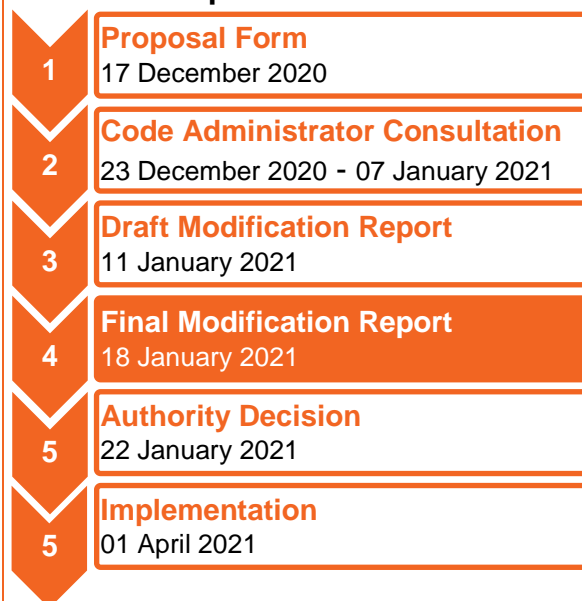 1
Proposal Form
17 December 2020
2
Code Administrator Consultation
23 December 2020 - 07 January 2021
3
Draft Modification Report
11 January 2021
4
Final Modification Report
18 January 2021
5
Authority Decision
22 January 2021
5
Implementation
01 April 2021